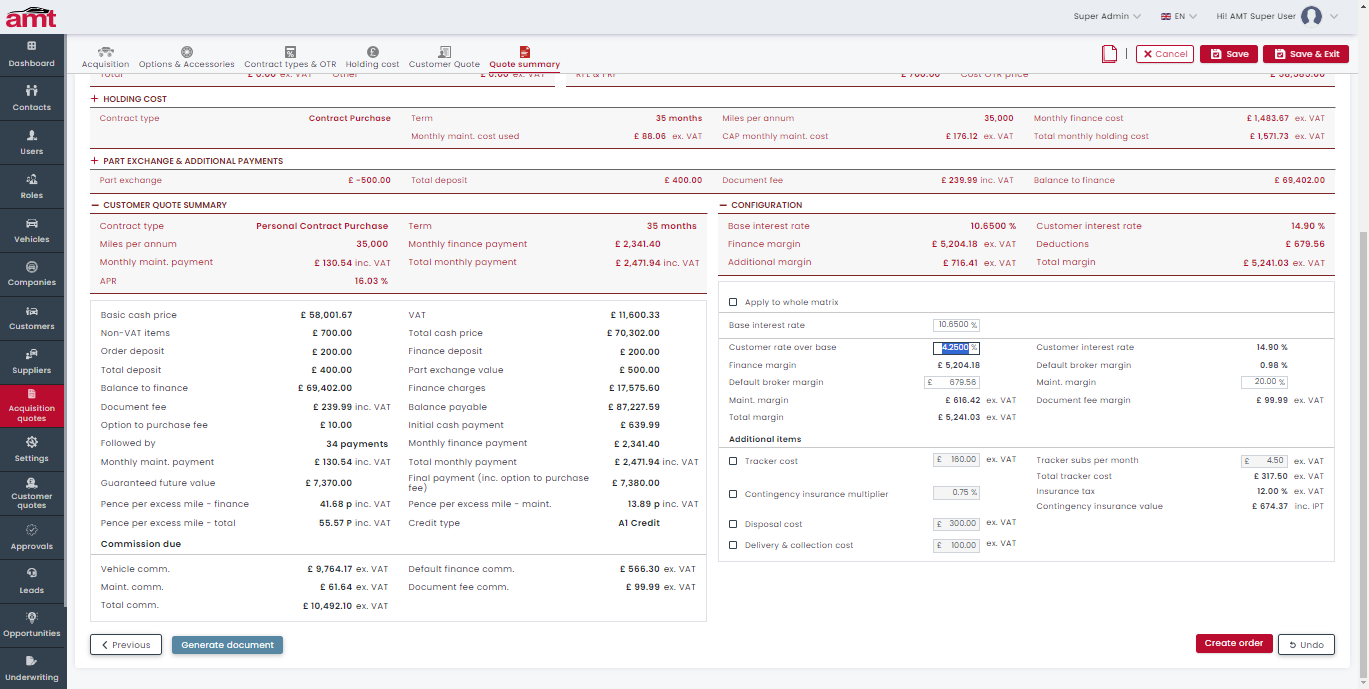 amt
Super Admin
EN
Hi! AMT Super User
Dashboard
Contacts
Users
Roles
Vehicles
Companies
Customers
Suppliers
Acquisition quotes
Settings
Customer quotes
Approvals
Leads
Opportunities
Underwriting
Acquisition
Options & Accessories
Contract types & OTR
Holding cost
Customer Quote
Quote summary
Cancel
Save
Save & Exit
Total £ 0.00 ex. VAT Other £ 0.00 ex. VAT RFL & FRF £ 700.00 ex. VAT Cost OTR price
HOLDING COST
Contract type Contract Purchase Term 35 months Miles per annum 35,000 Monthly finance cost £ 1,483.67 ex. VAT
Monthly maint. cost used £ 88.06 ex. VAT CAP monthly maint. cost £ 176.12 ex. VAT Total monthly holding cost £ 1,571.73 ex. VAT
PART EXCHANGE & ADDITIONAL PAYMENTS
Part exchange £ -500.00 Total deposit £ 400.00 Document fee £ 239.99 inc. VAT Balance to finance £ 69,402.00
CUSTOMER QUOTE SUMMARY
Contract type Personal Contract Purchase Term 35 months
Miles per annum 35,000 Monthly finance payment £ 2,341.40
Monthly maint. payment £ 130.54 inc. VAT Total monthly payment £ 2,471.94 inc. VAT
APR 16.03 %
Basic cash price £ 58,001.67 VAT £ 11,600.33
Non-VAT items £ 700.00 Total cash price £ 70,302.00
Order deposit £ 200.00 Finance deposit £ 200.00
Total deposit £ 400.00 Part exchange value £ 500.00
Balance to finance £ 69,402.00 Finance charges £ 17,575.60
Document fee £ 239.99 inc. VAT Balance payable £ 87,227.59
Option to purchase fee £ 10.00 Initial cash payment £ 639.99
Followed by 34 payments Monthly finance payment £ 2,341.40
Monthly maint. payment £ 130.54 inc. VAT Total monthly payment £ 2,471.94 inc. VAT
Guaranteed future value £ 7,370.00 Final payment (inc. option to purchase fee) £ 7,380.00
Pence per excess mile - finance 41.68 p inc. VAT Pence per excess mile - maint. 13.89 p inc. VAT
Pence per excess mile - total 55.57 P inc. VAT Credit type A1 Credit
Commission due
Vehicle comm. £ 9,764.17 ex. VAT Default finance comm. £ 566.30 ex. VAT
Maint. comm. £ 61.64 ex. VAT Document fee comm. £ 99.99 ex. VAT
Total comm. £ 10,492.10 ex. VAT
CONFIGURATION
Base interest rate 10.6500 % Customer interest rate 14.90 %
Finance margin £ 5,204.18 ex. VAT Deductions £ 679.56
Additional margin £ 716.41 ex. VAT Total margin £ 5,241.03 ex. VAT
Apply to whole matrix
Base interest rate 10.6500 %
Customer rate over base 4.2500 % Customer interest rate 14.90 %
Finance margin £ 5,204.18 Default broker margin 0.98 %
Default broker margin £ 679.56 Maint. margin 20.00 %
Maint. margin £ 616.42 ex. VAT Document fee margin £ 99.99 ex. VAT
Total margin £ 5,241.03 ex. VAT
Additional items
Tracker cost £ 160.00 ex. VAT Tracker subs per month £ 4.50 ex. VAT
Total tracker cost £ 317.50 ex. VAT
Contingency insurance multiplier 0.75 % Insurance tax 12.00 % ex. VAT
Contingency insurance value £ 674.37 inc. IPT
Disposal cost £ 300.00 ex. VAT
Delivery & collection cost £ 100.00 ex. VAT
Previous
Generate document
Create order
Undo